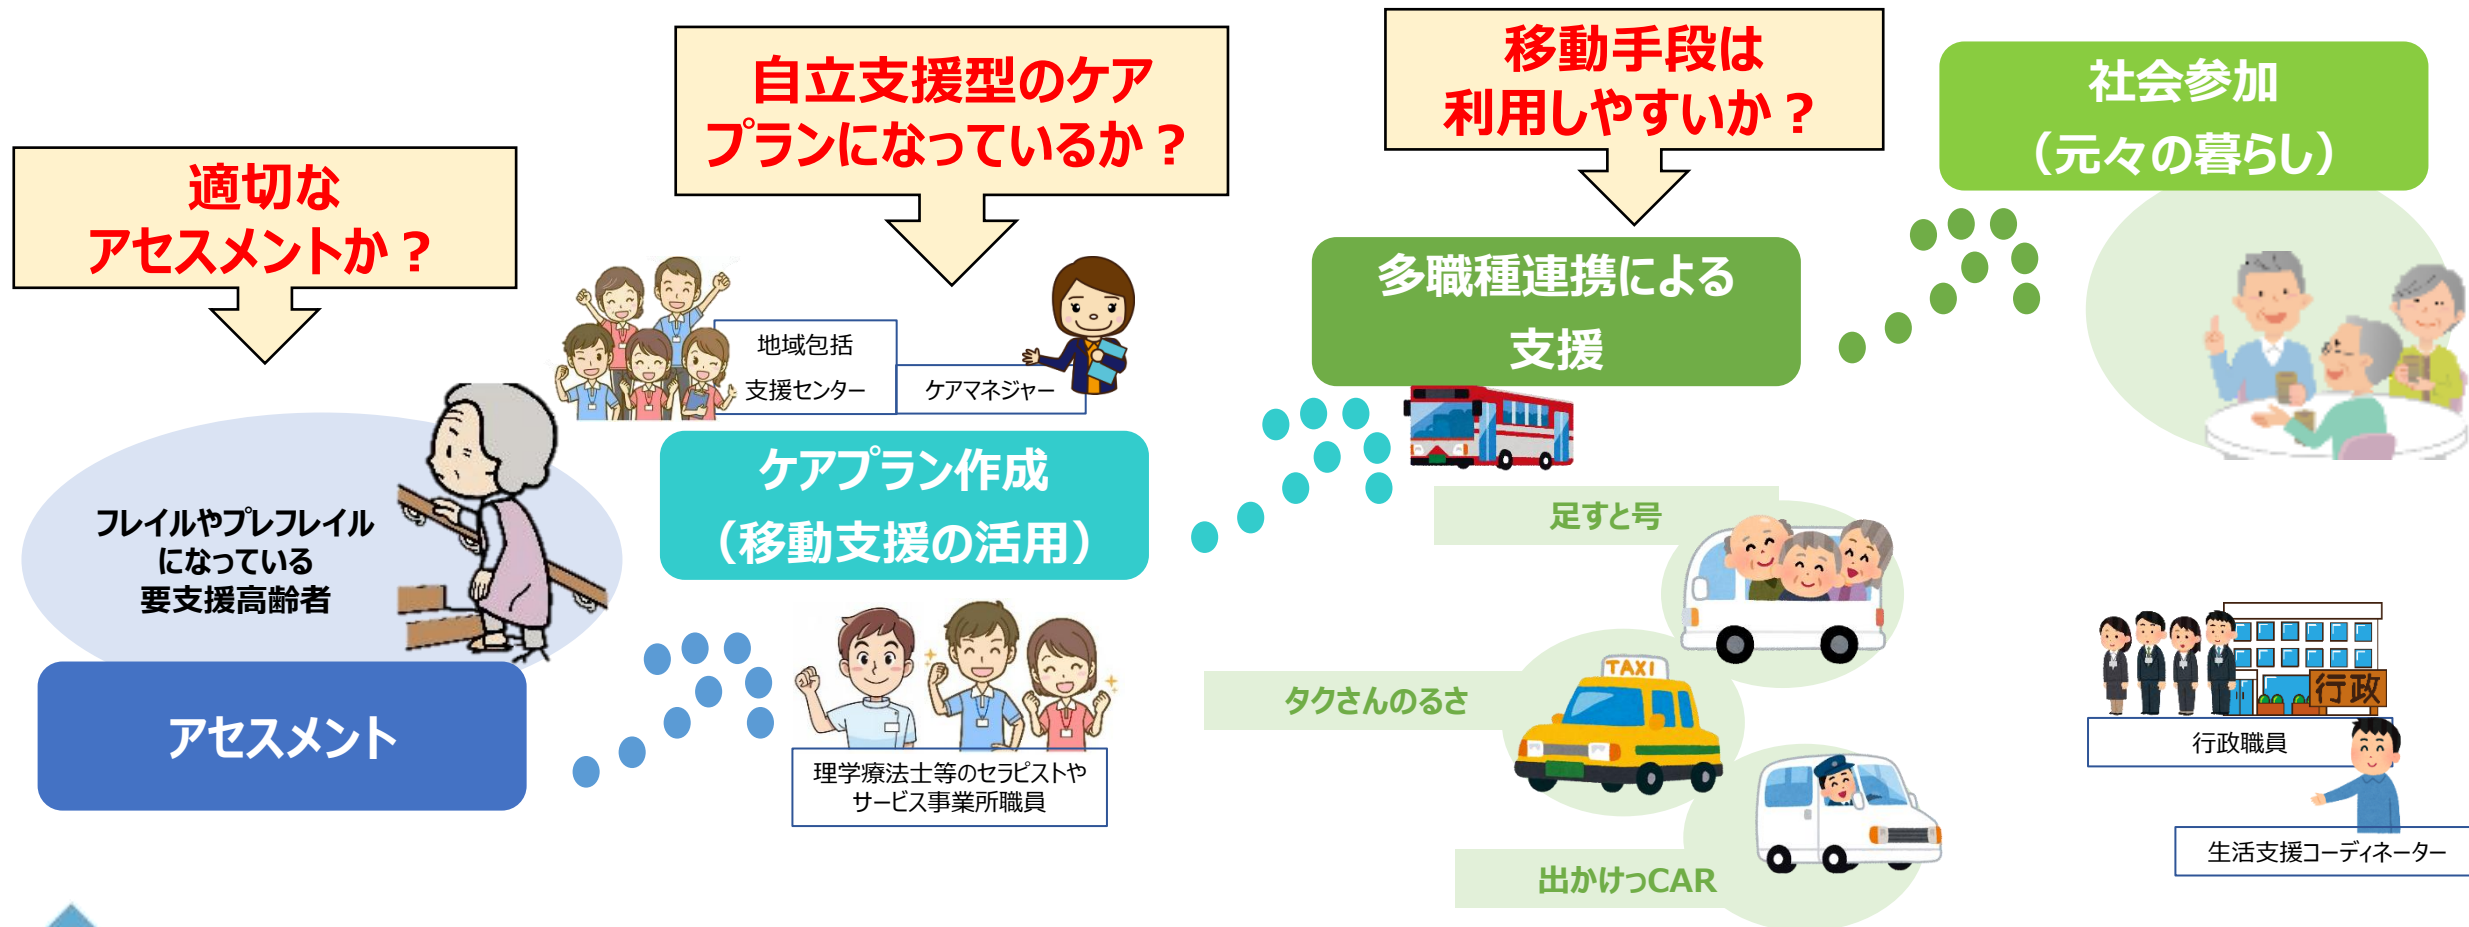 適切な
アセスメントか？
自立支援型のケア
プランになっているか？
移動手段は
利用しやすいか？
社会参加
（元々の暮らし）
地域包括
支援センター
ケアマネジャー
多職種連携による
支援
フレイルやプレフレイル
になっている
要支援高齢者
アセスメント
ケアプラン作成
（移動支援の活用）
理学療法士等のセラピストや
サービス事業所職員
足すと号
TAXI
タクさんのるさ
出かけっCAR
行政
行政職員
生活支援コーディネーター